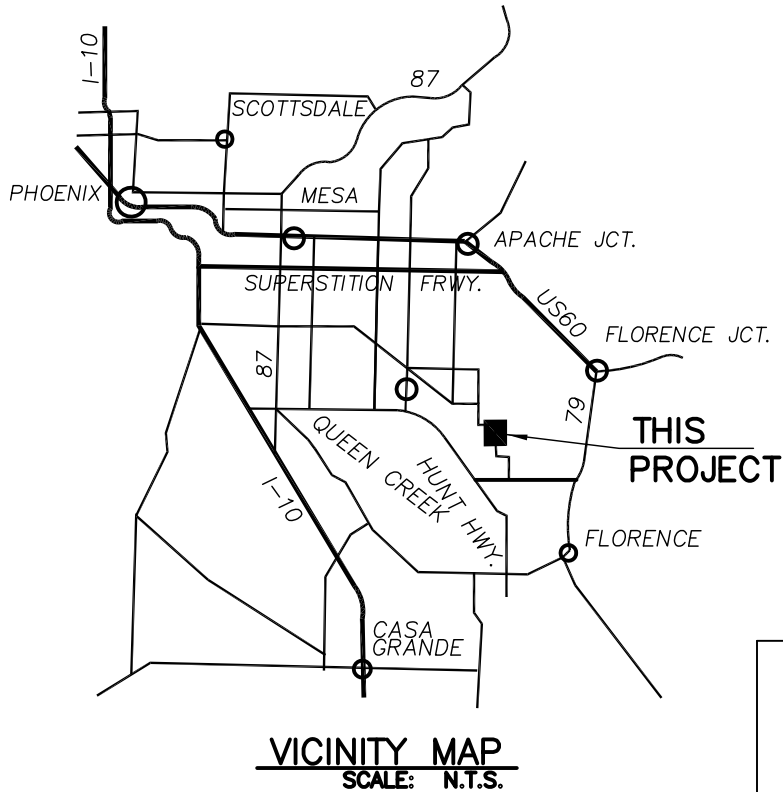 I-10
87
SCOTTSDALE
PHOENIX
MESA
APACHE JCT.
SUPERSTITION FRWY.
US60
FLORENCE JCT.
87
79
THIS
PROJECT
QUEEN CREEK
HUNT HWY.
I-10
FLORENCE
CASA
GRANDE
VICINITY MAP
SCALE: N.T.S.